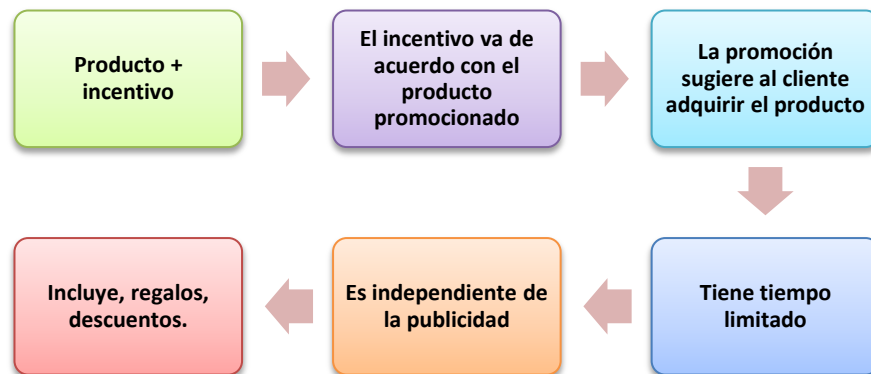 Producto +
incentivo
El incentivo va de
acuerdo con el
producto
promocionado
La promoción
sugiere al cliente
adquirir el producto
Tiene tiempo
limitado
Es independiente de
la publicidad
Incluye, regalos,
descuentos.